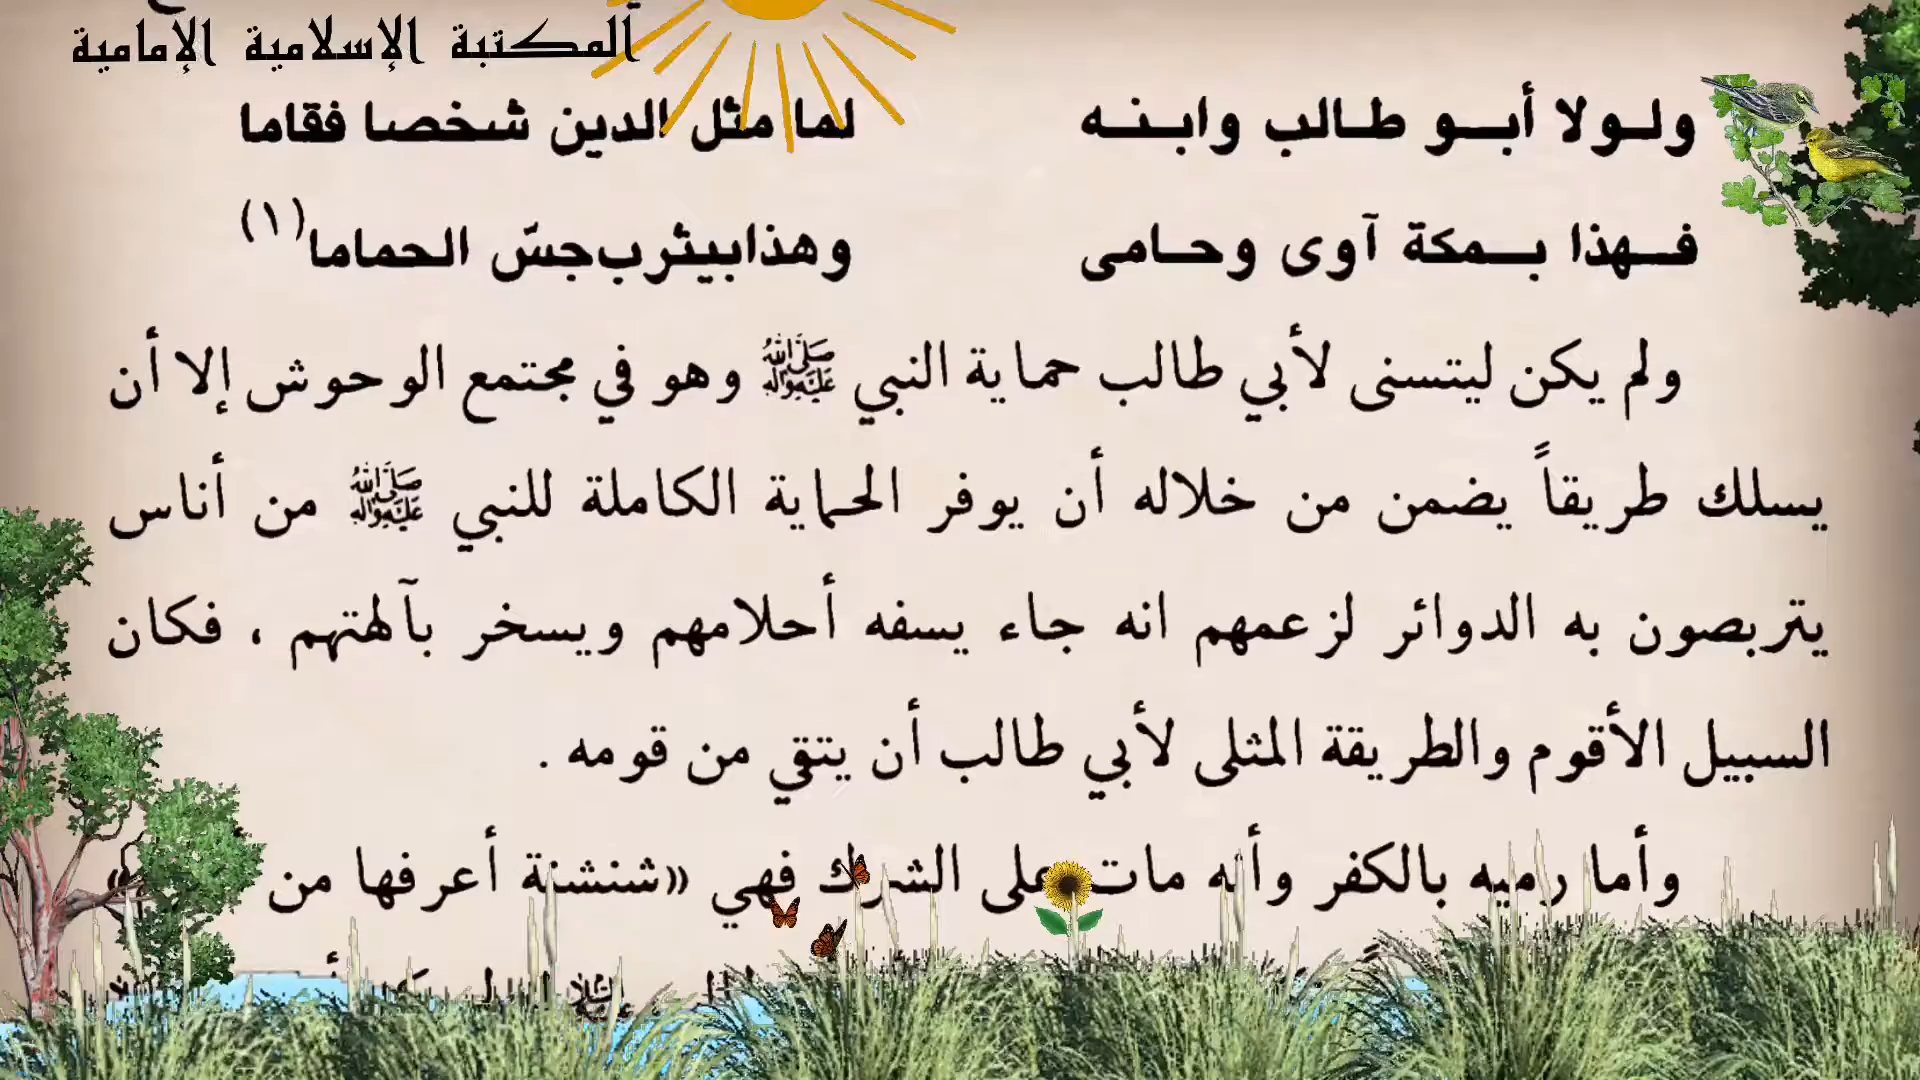 المكتبة الإسلامية الإمامية
ولولا أبو طالب وابنه لما مثل الدين شخصا فقاما
فهذا بمكة آوى وحامى وهذا بيثرب جسّ الحماما (١)
ولم يكن ليتسنى لأبي طالب حماية النبي ﷺ وهو في مجتمع الوحوش إلا أن
يسلك طريقاً يضمن من خلاله أن يوفر الحماية الكاملة للنبي ﷺ من أناس
يتربصون به الدوائر لزعمهم انه جاء يسفه أحلامهم ويسخر بآلهتهم ، فكان
السبيل الأقوم والطريقة المثلى لأبي طالب أن يتقي من قومه .
وأما رميه بالكفر وأنه مات على الشرك فهي «شنشنة أعرفها من